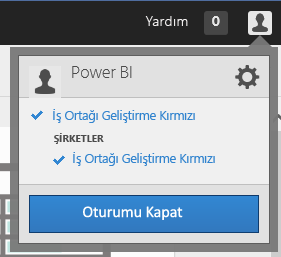 Yardım 0
Power BI
İş Ortağı Geliştirme Kırmızı
ŞİRKETLER
İş Ortağı Geliştirme Kırmızı
Oturumu Kapat